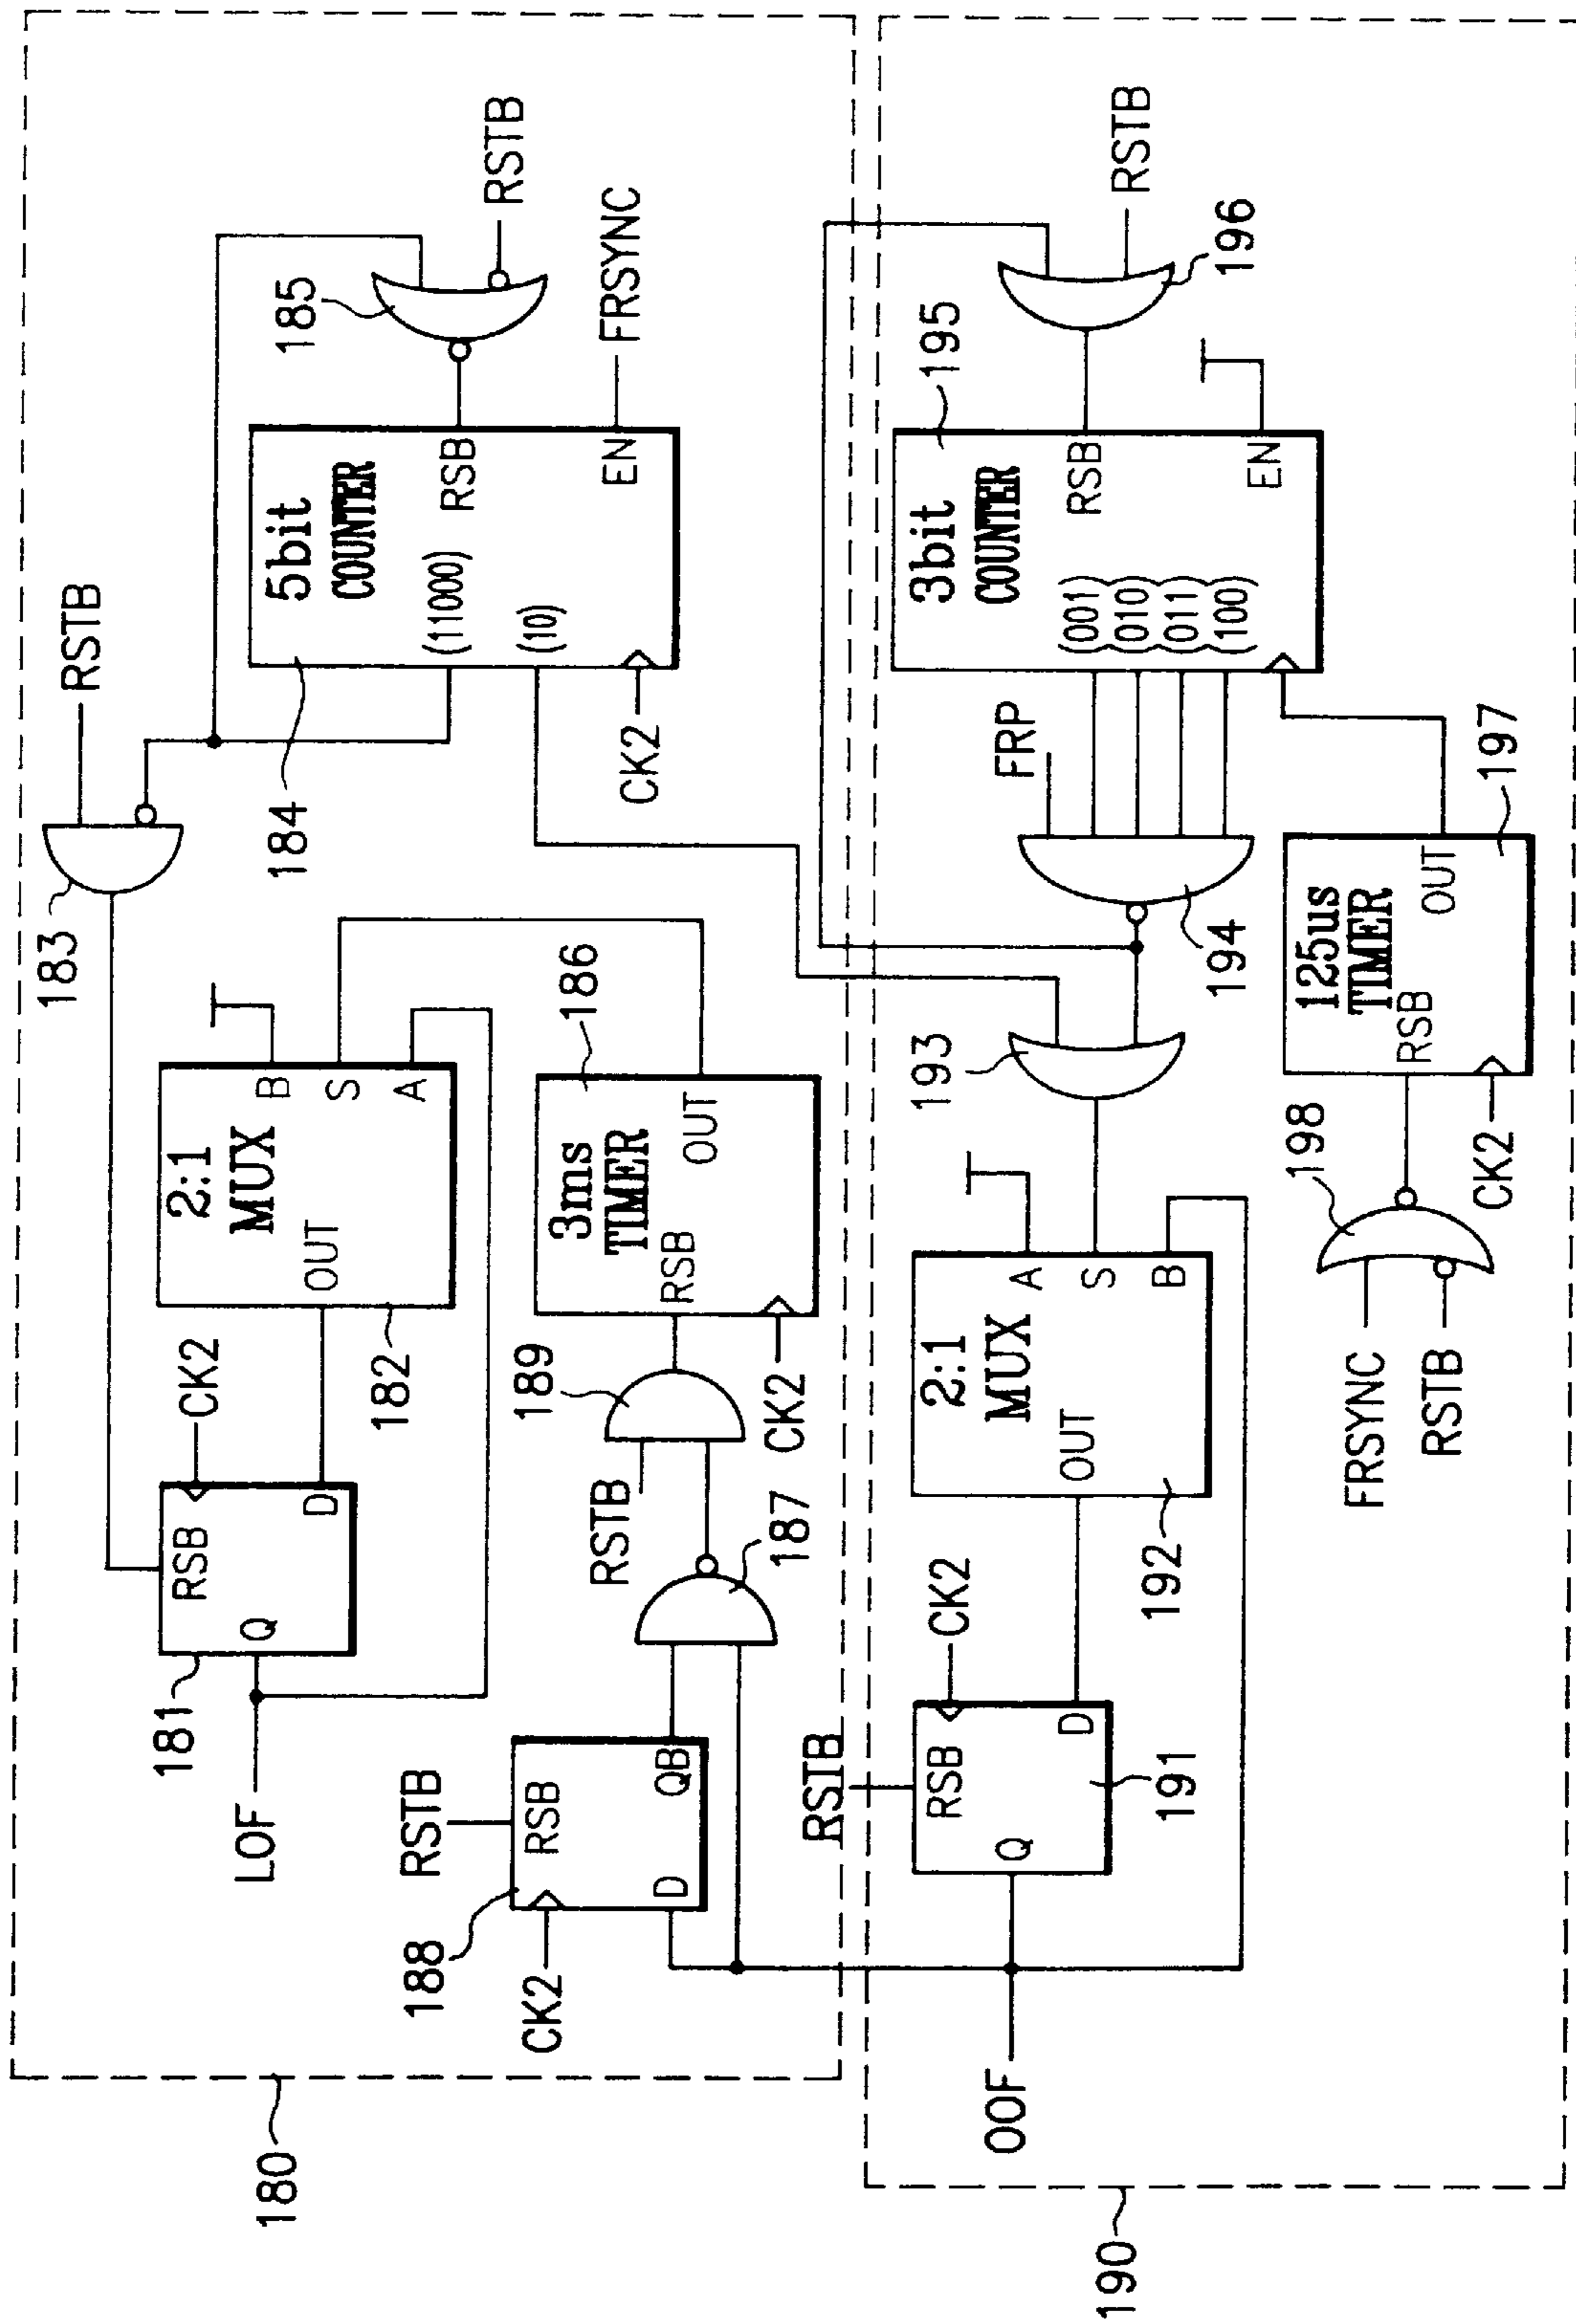 180
LOF
181
RSB
Q
D
CK2
2:1
MUX
OUT
B
S
A
182
183
RSTB
184
5bit
COUNTER
(11000)
(10)
RSB
EN
CK2
185
RSTB
FRSYNC
RSTB
188
CK2
RSB
D
QB
187
RSTB
189
3ms
TIMER
RSB
OUT
CK2
186
190
OOF
RSTB
RSB
Q
D
191
CK2
2:1
MUX
OUT
A
S
B
192
193
194
FRP
3bit
COUNTER
(001)
(010)
(011)
(100)
RSB
EN
195
RSTB
196
FRSYNC
RSTB
198
CK2
125us
TIMER
RSB
OUT
197